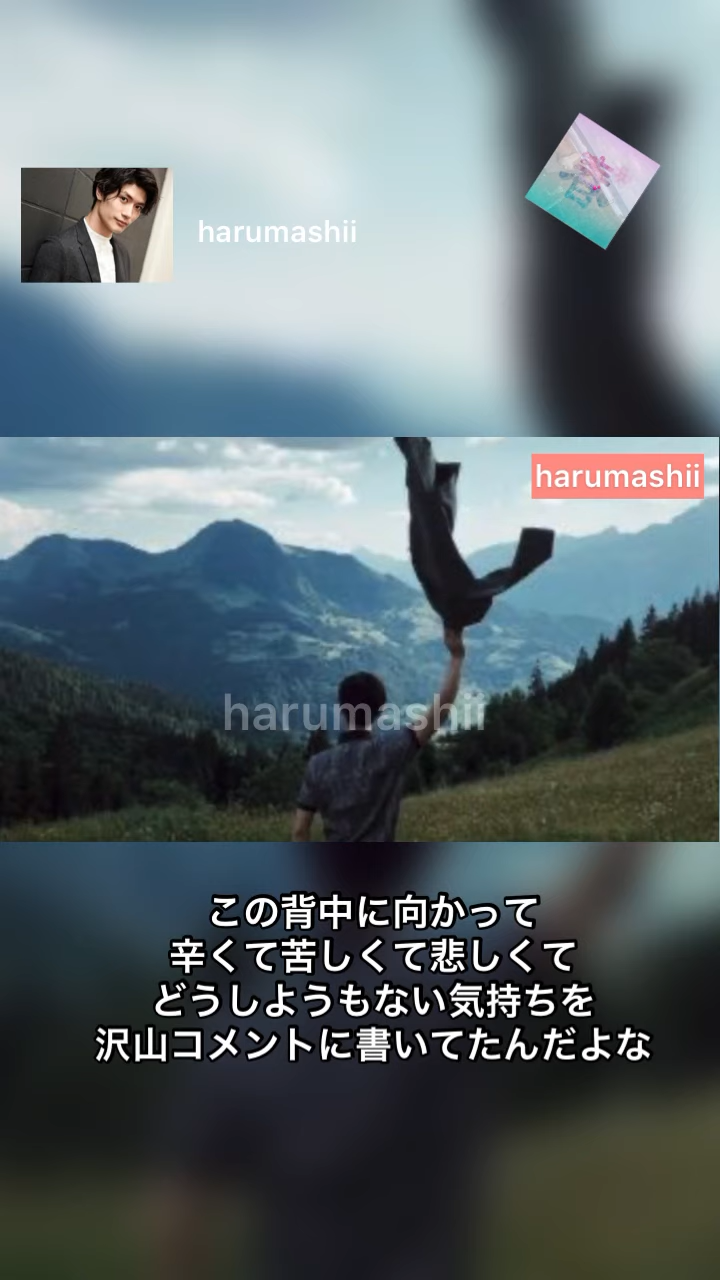 harumashii
harumashii
harumashii
この背中に向かって
辛くて苦しくて悲しくて
どうしようもない気持ちを
沢山コメントに書いてたんだよな